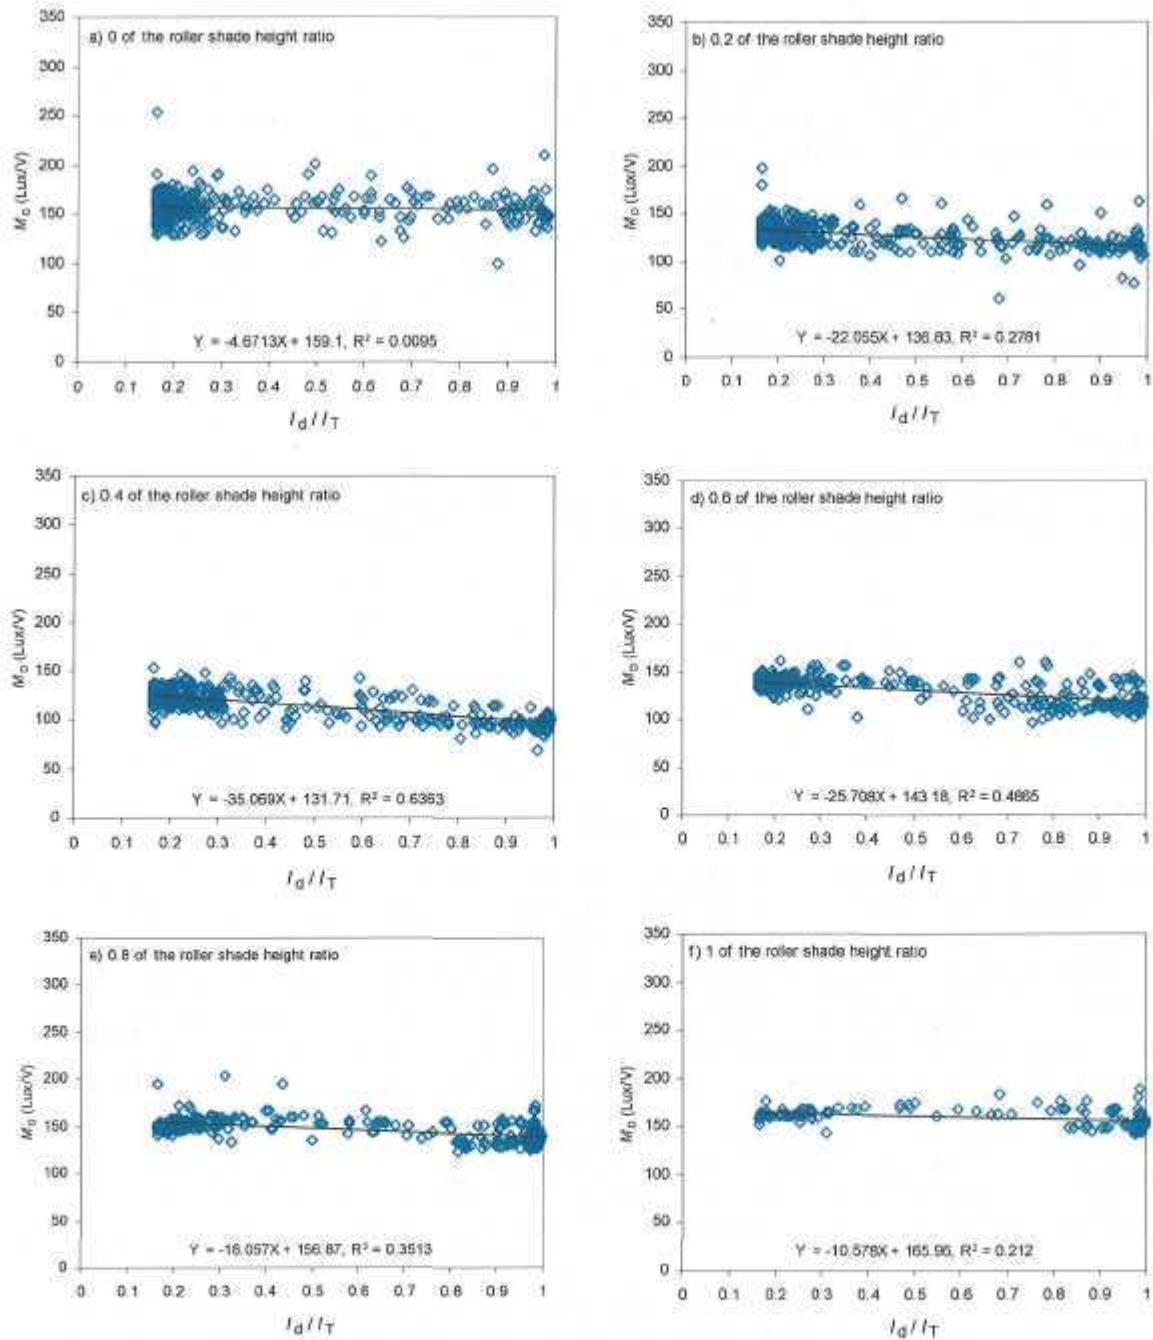 a) 0 of the roller shade height ratio
350
300
250
200
150
100
50
0
M_D (Lux/V)
Y = -4.6713X + 159.1, R² = 0.0095
0 0.1 0.2 0.3 0.4 0.5 0.6 0.7 0.8 0.9 1
I_d / I_T
b) 0.2 of the roller shade height ratio
350
300
250
200
150
100
50
0
M_D (Lux/V)
Y = -22.055X + 136.83, R² = 0.2781
0 0.1 0.2 0.3 0.4 0.5 0.6 0.7 0.8 0.9 1
I_d / I_T
c) 0.4 of the roller shade height ratio
350
300
250
200
150
100
50
0
M_D (Lux/V)
Y = -35.069X + 131.71, R² = 0.6363
0 0.1 0.2 0.3 0.4 0.5 0.6 0.7 0.8 0.9 1
I_d / I_T
d) 0.6 of the roller shade height ratio
350
300
250
200
150
100
50
0
M_D (Lux/V)
Y = -25.708X + 143.18, R² = 0.4865
0 0.1 0.2 0.3 0.4 0.5 0.6 0.7 0.8 0.9 1
I_d / I_T
e) 0.8 of the roller shade height ratio
350
300
250
200
150
100
50
0
M_D (Lux/V)
Y = -16.057X + 156.87, R² = 0.3513
0 0.1 0.2 0.3 0.4 0.5 0.6 0.7 0.8 0.9 1
I_d / I_T
f) 1 of the roller shade height ratio
350
300
250
200
150
100
50
0
M_D (Lux/V)
Y = -10.578X + 165.95, R² = 0.212
0 0.1 0.2 0.3 0.4 0.5 0.6 0.7 0.8 0.9 1
I_d / I_T